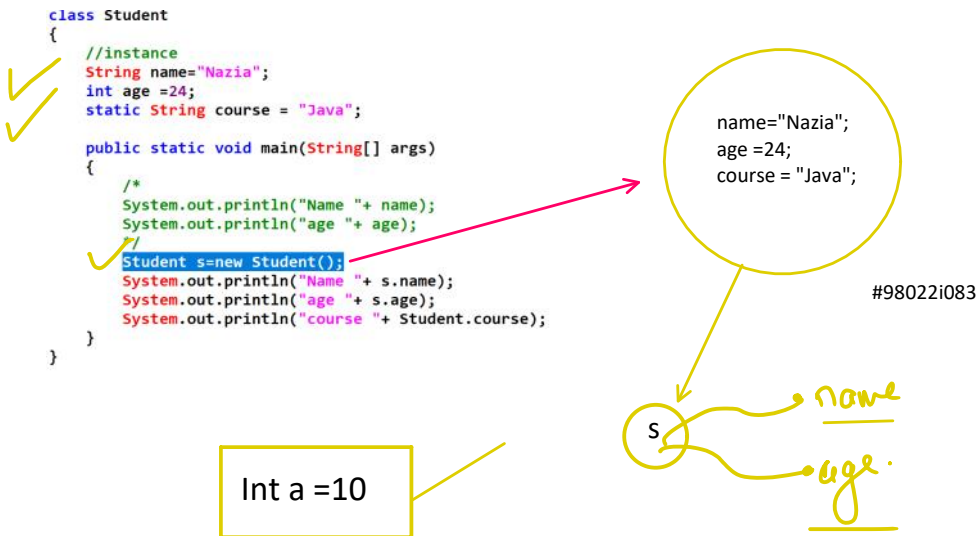 class Student
{
//instance
String name="Nazia";
int age =24;
static String course = "Java";
public static void main(String[] args)
{
/*
System.out.println("Name "+ name);
System.out.println("age "+ age);
*/
Student s=new Student();
System.out.println("Name "+ s.name);
System.out.println("age "+ s.age);
System.out.println("course "+ Student.course);
}
}
name="Nazia";
age =24;
course = "Java";
#98022i083
s
name
age.
Int a =10